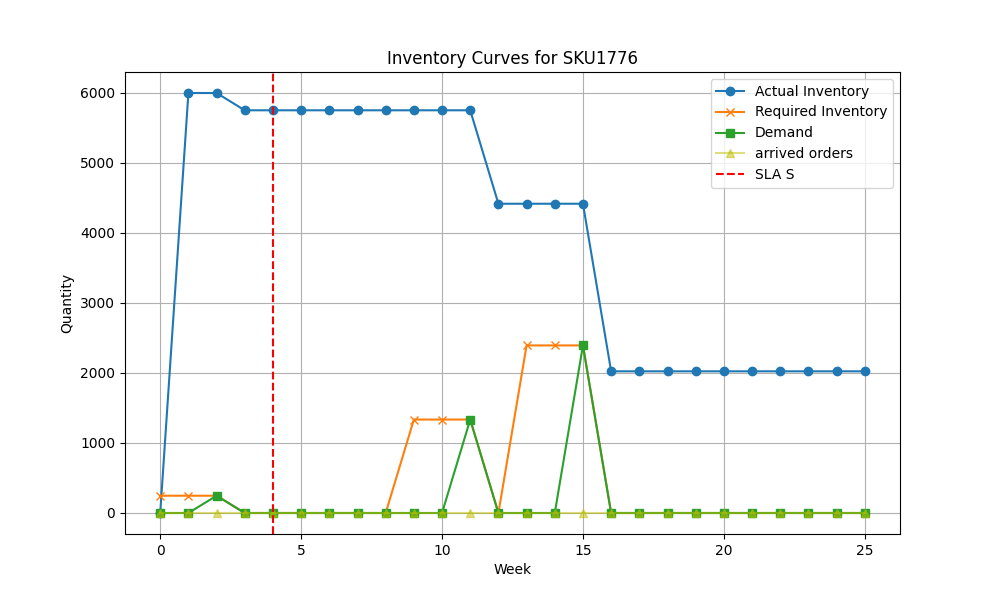 Inventory Curves for SKU1776
Actual Inventory
Required Inventory
Demand
arrived orders
SLA S
6000
5000
4000
3000
2000
1000
0
Quantity
0 5 10 15 20 25
Week